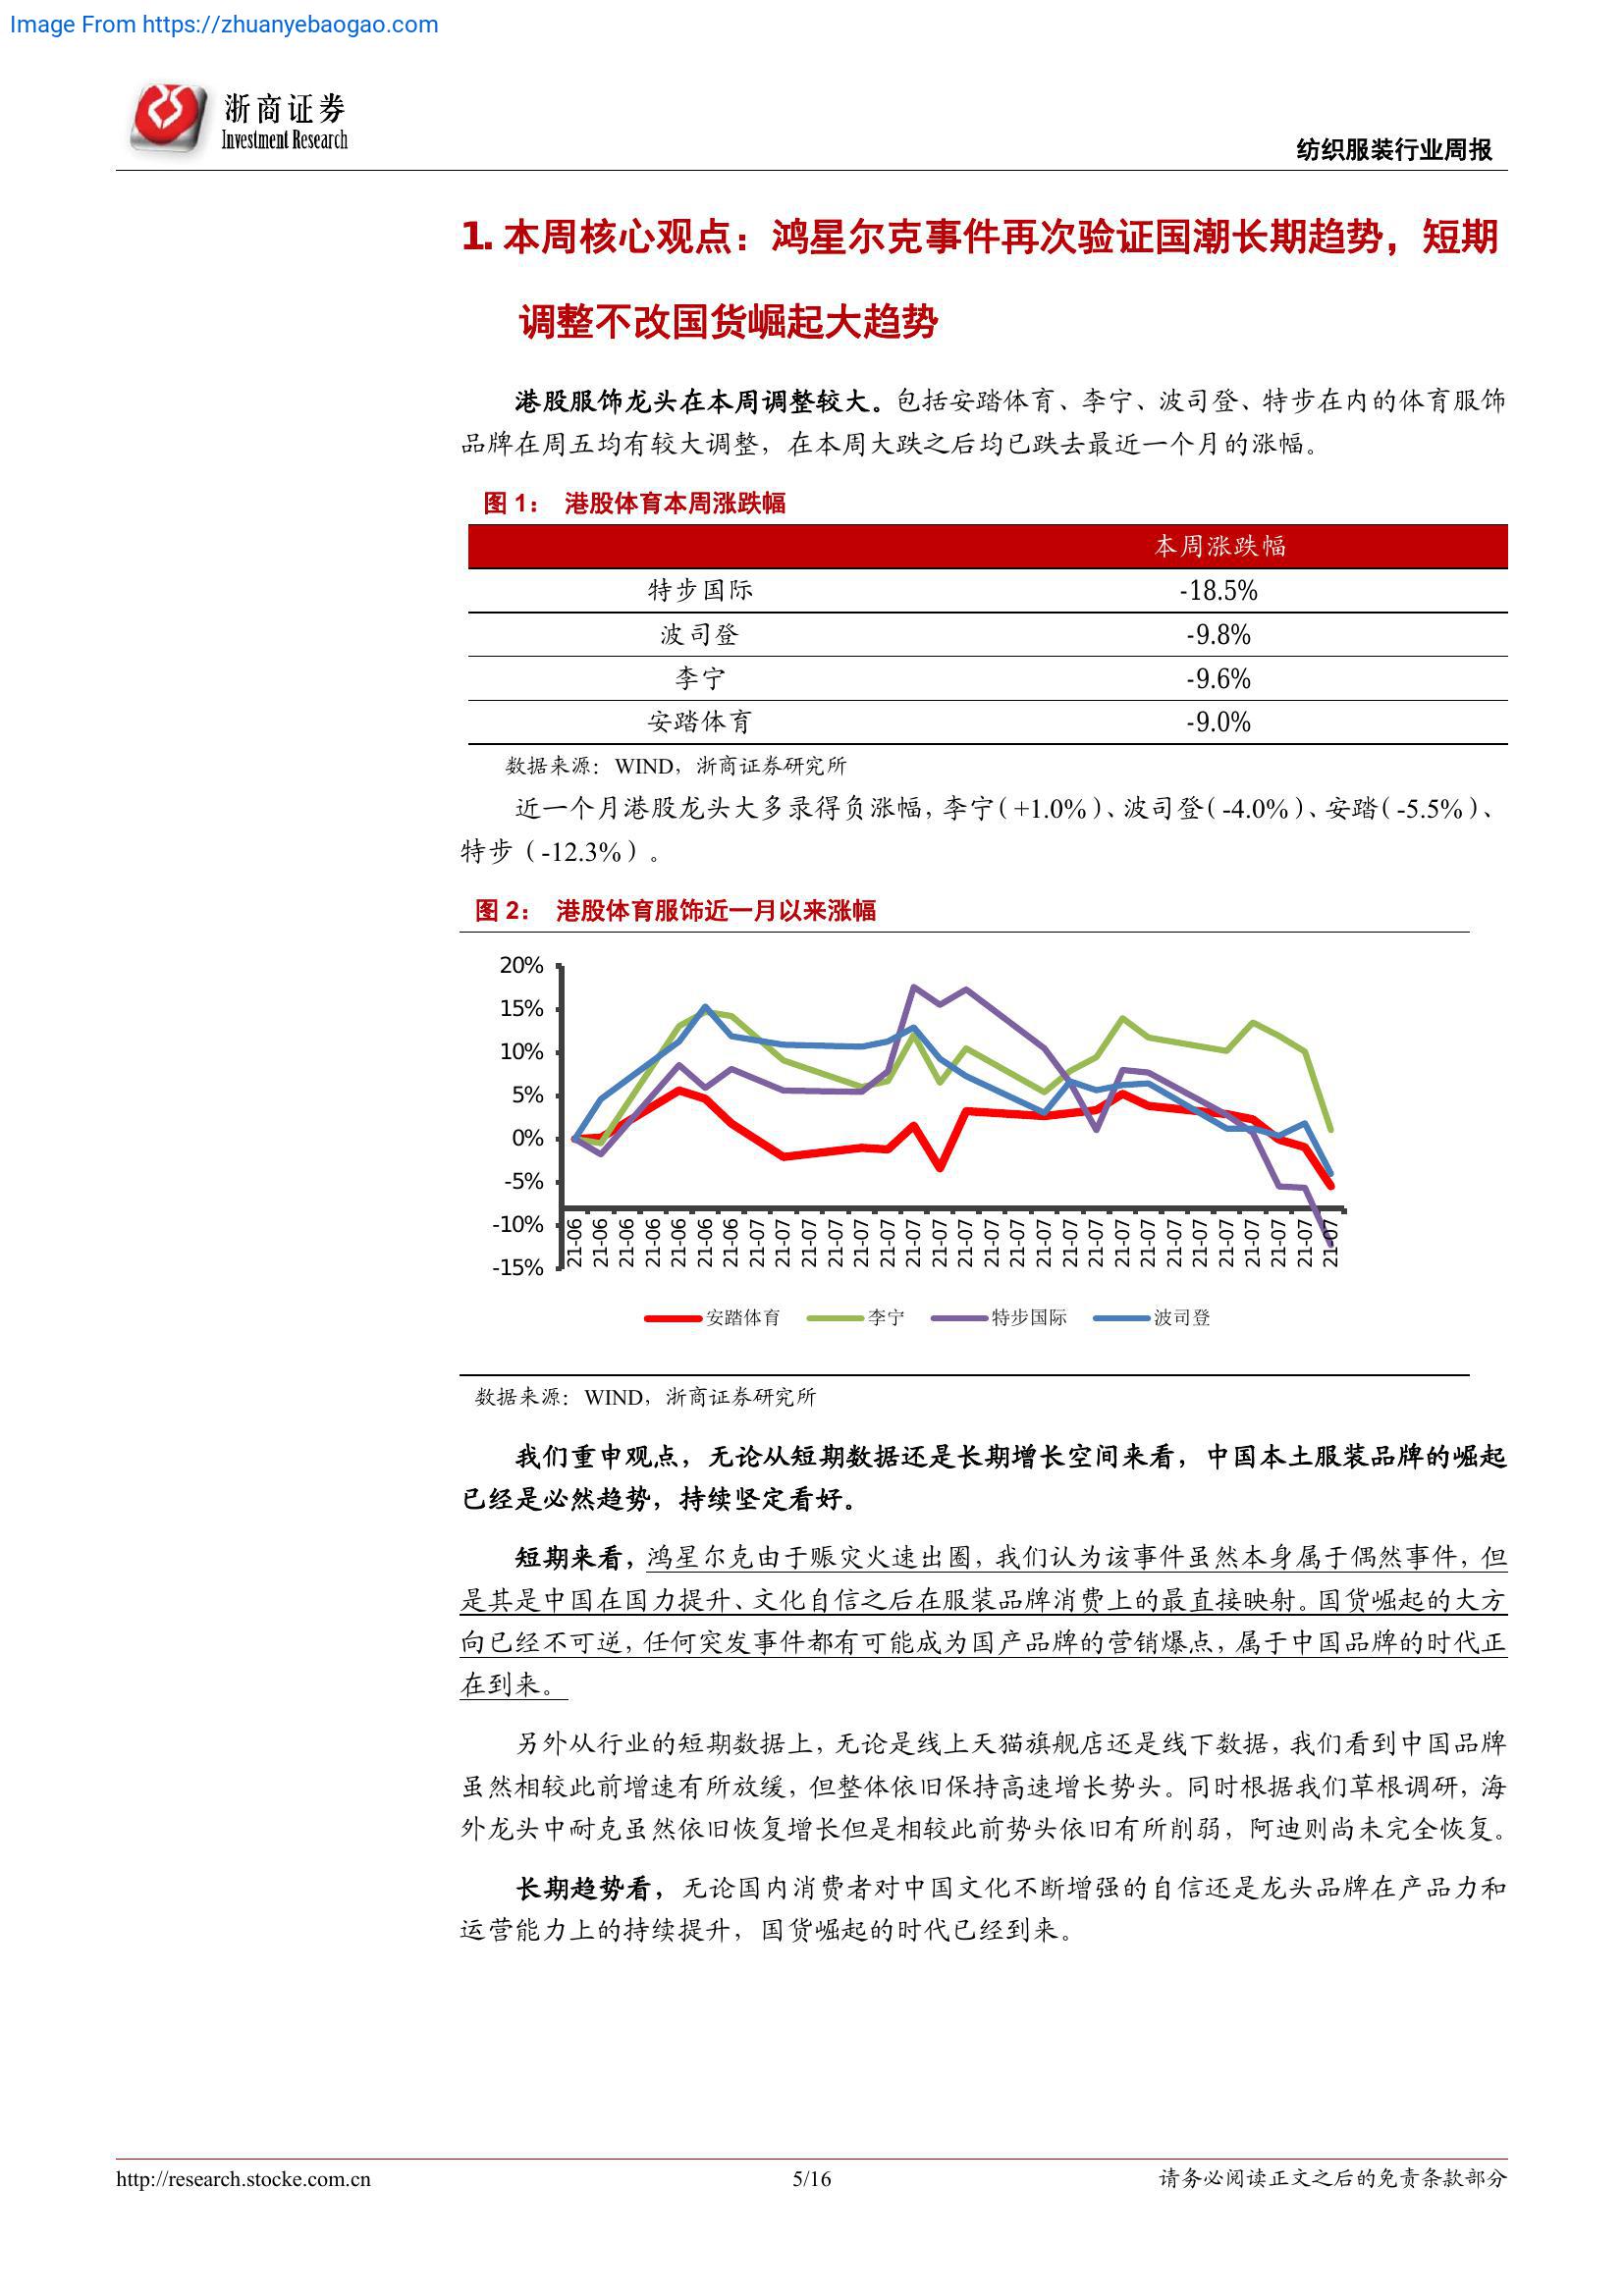 Image From https://zhuanyebaogao.com
浙商证券
Investment Research
纺织服装行业周报
1. 本周核心观点：鸿星尔克事件再次验证国潮长期趋势，短期
调整不改国货崛起大趋势
港股服饰龙头在本周调整较大。包括安踏体育、李宁、波司登、特步在内的体育服饰
品牌在周五均有较大调整，在本周大跌之后均已跌去最近一个月的涨幅。
图 1： 港股体育本周涨跌幅
本周涨跌幅
特步国际 -18.5%
波司登 -9.8%
李宁 -9.6%
安踏体育 -9.0%
数据来源：WIND，浙商证券研究所
近一个月港股龙头大多录得负涨幅，李宁（+1.0%）、波司登（-4.0%）、安踏（-5.5%）、
特步（-12.3%）。
图 2： 港股体育服饰近一月以来涨幅
20%
15%
10%
5%
0%
-5%
-10%
-15%
21-06 21-06 21-06 21-06 21-06 21-06 21-06 21-07 21-07 21-07 21-07 21-07 21-07 21-07 21-07 21-07 21-07 21-07 21-07 21-07 21-07 21-07 21-07 21-07 21-07 21-07 21-07 21-07 21-07 21-07
安踏体育 李宁 特步国际 波司登
数据来源：WIND，浙商证券研究所
我们重申观点，无论从短期数据还是长期增长空间来看，中国本土服装品牌的崛起
已经是必然趋势，持续坚定看好。
短期来看，鸿星尔克由于赈灾火速出圈，我们认为该事件虽然本身属于偶然事件，但
是其是中国在国力提升、文化自信之后在服装品牌消费上的最直接映射。国货崛起的大方
向已经不可逆，任何突发事件都有可能成为国产品牌的营销爆点，属于中国品牌的时代正
在到来。
另外从行业的短期数据上，无论是线上天猫旗舰店还是线下数据，我们看到中国品牌
虽然相较此前增速有所放缓，但整体依旧保持高速增长势头。同时根据我们草根调研，海
外龙头中耐克虽然依旧恢复增长但是相较此前势头依旧有所削弱，阿迪则尚未完全恢复。
长期趋势看，无论国内消费者对中国文化不断增强的自信还是龙头品牌在产品力和
运营能力上的持续提升，国货崛起的时代已经到来。
http://research.stocke.com.cn 5/16 请务必阅读正文之后的免责条款部分